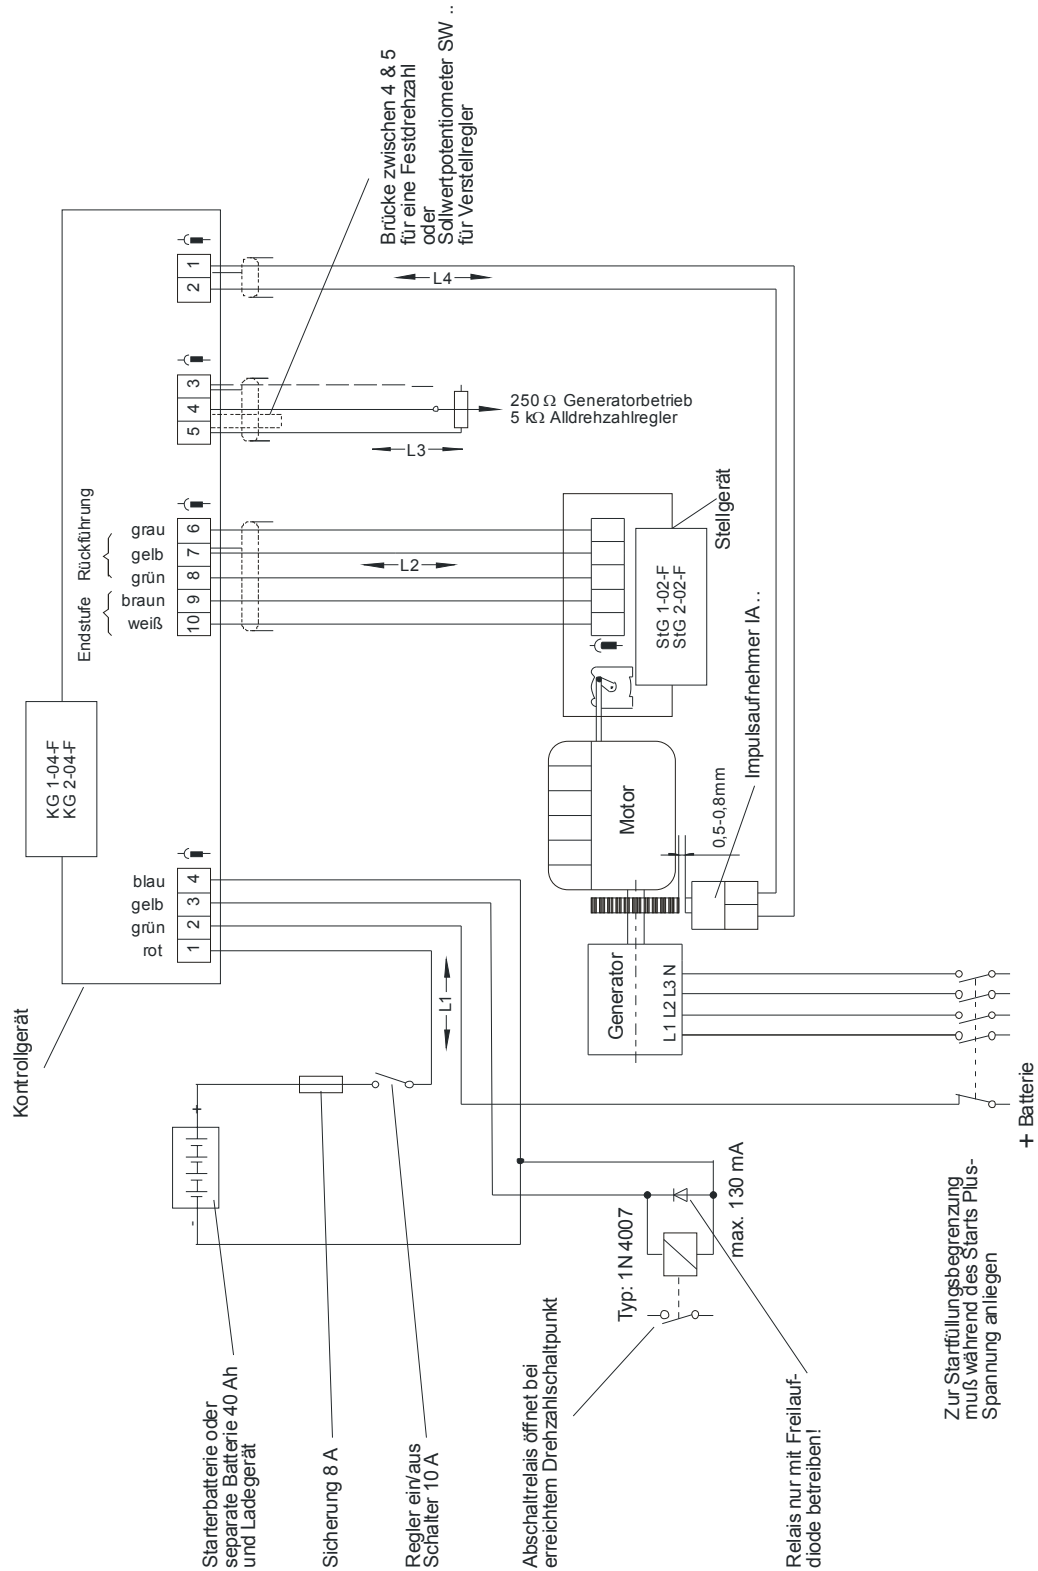 Kontrollgerät
KG 1-04-F
KG 2-04-F
rot
grün
gelb
blau
1
2
3
4
Endstufe
Rückführung
weiß
braun
grün
gelb
grau
10
9
8
7
6
5
4
3
2
1
Brücke zwischen 4 & 5
für eine Festdrehzahl
oder
Sollwertpotentiometer SW ..
für Verstellregler
L1
L2
L3
L4
250 Ω Generatorbetrieb
5 kΩ Alldrehzahlregler
Starterbatterie oder
separate Batterie 40 Ah
und Ladegerät
-
+
Sicherung 8 A
Regler ein/aus
Schalter 10 A
Abschaltrelais öffnet bei
erreichtem Drehzahlschaltpunkt
Typ: 1N 4007
max. 130 mA
Relais nur mit Freilauf-
diode betreiben!
Generator
L1 L2 L3 N
Motor
StG 1-02-F
StG 2-02-F
Stellgerät
0,5-0,8mm
Impulsaufnehmer IA..
Zur Startfüllungsbegrenzung
muß während des Starts Plus-
Spannung anliegen
+ Batterie